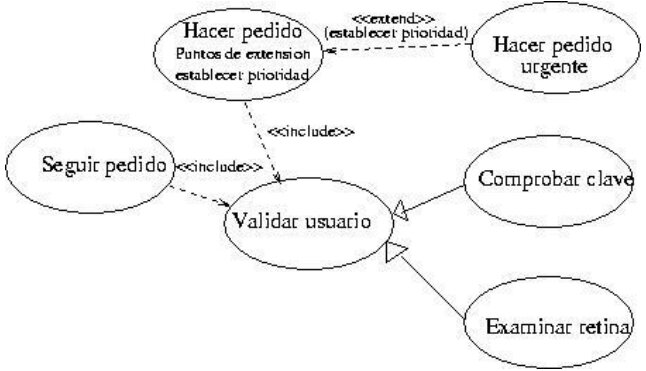 Hacer pedido
Puntos de extension
establecer prioridad
<<extend>>
(establecer prioridad)
Hacer pedido
urgente
<<include>>
Seguir pedido
<<include>>
Validar usuario
Comprobar clave
Examinar retina